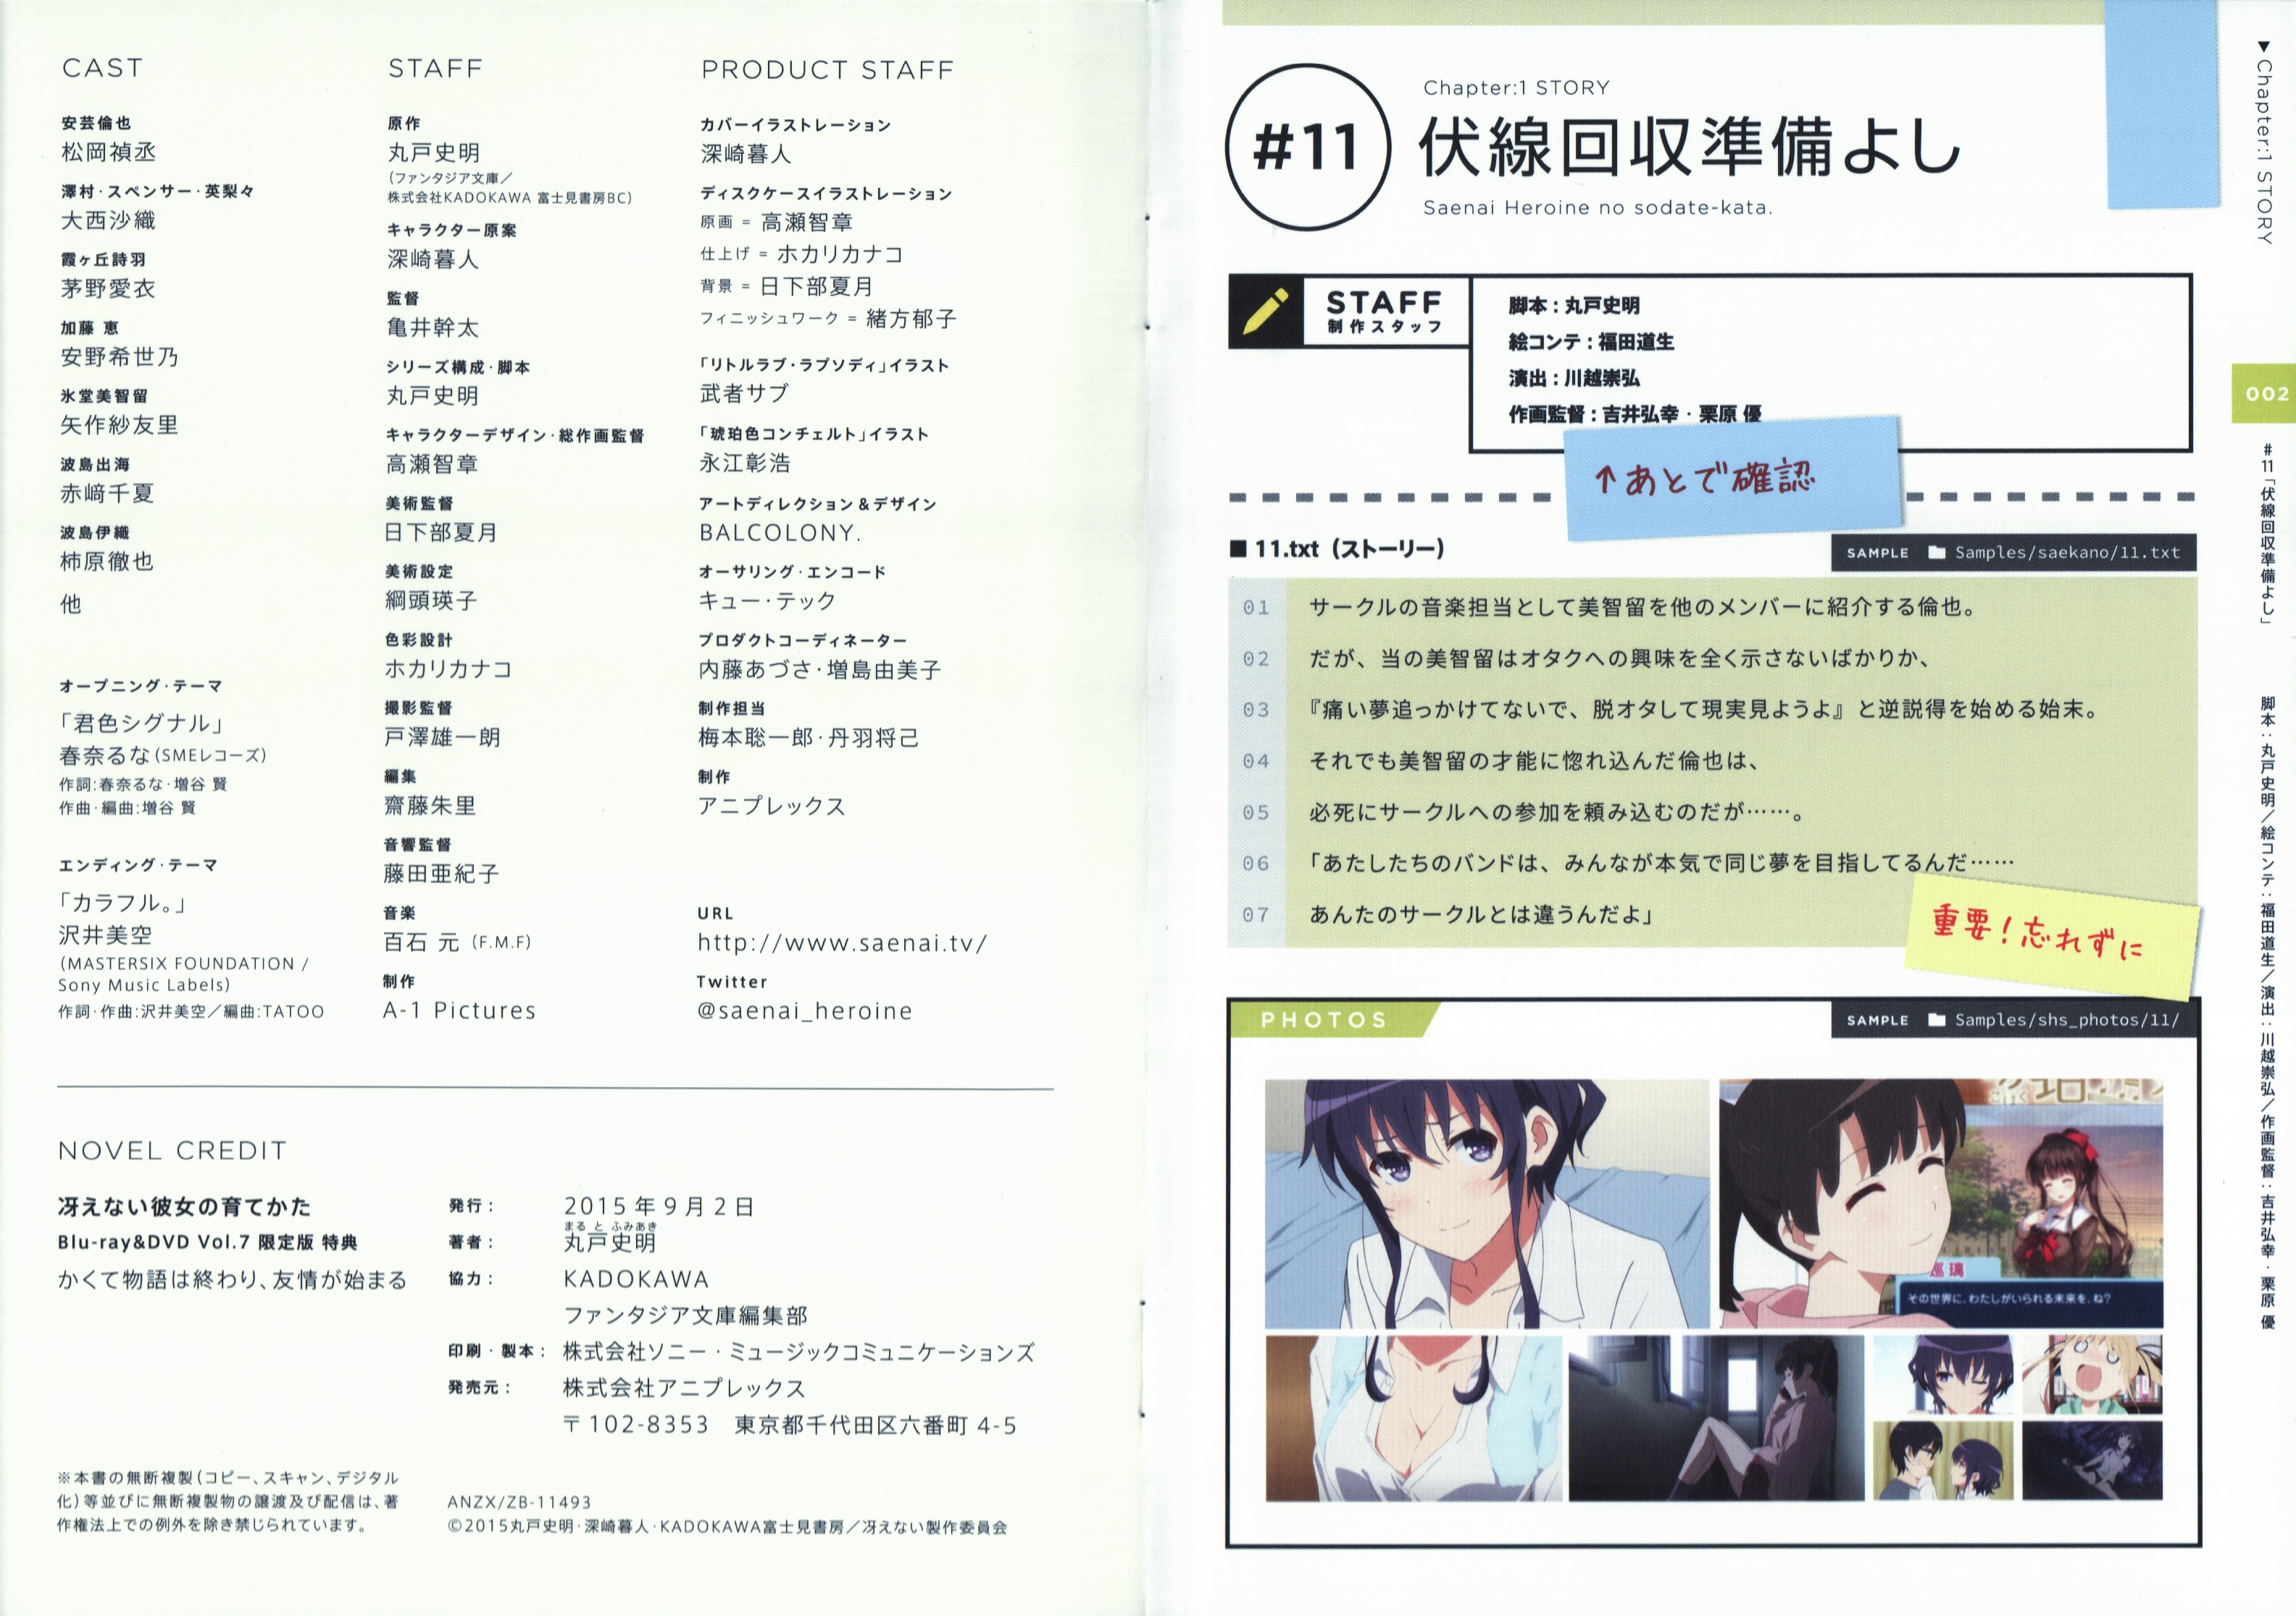 CAST
安芸倫也
松岡禎丞
澤村・スペンサー・英梨々
大西沙織
霞ヶ丘詩羽
茅野愛衣
加藤 恵
安野希世乃
氷堂美智留
矢作紗友里
波島出海
赤﨑千夏
波島伊織
柿原徹也
他
オープニング・テーマ
「君色シグナル」
春奈るな(SMEレコーズ)
作詞:春奈るな・増谷 賢
作曲・編曲:増谷 賢
エンディング・テーマ
「カラフル。」
沢井美空
(MASTERSIX FOUNDATION /
Sony Music Labels)
作詞・作曲:沢井美空／編曲:TATOO
STAFF
原作
丸戸史明
(ファンタジア文庫／
株式会社KADOKAWA 富士見書房BC)
キャラクター原案
深崎暮人
監督
亀井幹太
シリーズ構成・脚本
丸戸史明
キャラクターデザイン・総作画監督
高瀬智章
美術監督
日下部夏月
美術設定
綱頭瑛子
色彩設計
ホカリカナコ
撮影監督
戸澤雄一朗
編集
齋藤朱里
音響監督
藤田亜紀子
音楽
百石 元 (F.M.F)
制作
A-1 Pictures
PRODUCT STAFF
カバーイラストレーション
深崎暮人
ディスクケースイラストレーション
原画 = 高瀬智章
仕上げ = ホカリカナコ
背景 = 日下部夏月
フィニッシュワーク = 緒方郁子
「リトルラブ・ラプソディ」イラスト
武者サブ
「琥珀色コンチェルト」イラスト
永江彰浩
アートディレクション＆デザイン
BALCOLONY.
オーサリング・エンコード
キュー・テック
プロダクトコーディネーター
内藤あづさ・増島由美子
制作担当
梅本聡一郎・丹羽将己
制作
アニプレックス
URL
http://www.saenai.tv/
Twitter
@saenai_heroine
NOVEL CREDIT
冴えない彼女の育てかた
Blu-ray&DVD Vol.7 限定版 特典
かくて物語は終わり、友情が始まる
発行： 2015年9月2日
まる と ふみあき
著者： 丸戸史明
協力： KADOKAWA
ファンタジア文庫編集部
印刷・製本： 株式会社ソニー・ミュージックコミュニケーションズ
発売元： 株式会社アニプレックス
〒102-8353 東京都千代田区六番町 4-5
※本書の無断複製(コピー、スキャン、デジタル
化)等並びに無断複製物の譲渡及び配信は、著
作権法上での例外を除き禁じられています。
ANZX/ZB-11493
©2015丸戸史明・深崎暮人・KADOKAWA富士見書房／冴えない製作委員会
#11
Chapter:1 STORY
伏線回収準備よし
Saenai Heroine no sodate-kata.
STAFF
制作スタッフ
脚本：丸戸史明
絵コンテ：福田道生
演出：川越崇弘
作画監督：吉井弘幸・栗原 優
↑あとで確認
■ 11.txt (ストーリー)
SAMPLE Samples/saekano/11.txt
01 サークルの音楽担当として美智留を他のメンバーに紹介する倫也。
02 だが、当の美智留はオタクへの興味を全く示さないばかりか、
03 『痛い夢追っかけてないで、脱オタして現実見ようよ』と逆説得を始める始末。
04 それでも美智留の才能に惚れ込んだ倫也は、
05 必死にサークルへの参加を頼み込むのだが……。
06 「あたしたちのバンドは、みんなが本気で同じ夢を目指してるんだ……
07 あんたのサークルとは違うんだよ」
重要！忘れずに
PHOTOS
SAMPLE Samples/shs_photos/11/
巡璃
その世界に、わたしがいられる未来を、ね?
▼Chapter:1 STORY
002
#11「伏線回収準備よし」
脚本：丸戸史明／絵コンテ：福田道生／演出：川越崇弘／作画監督：吉井弘幸・栗原 優